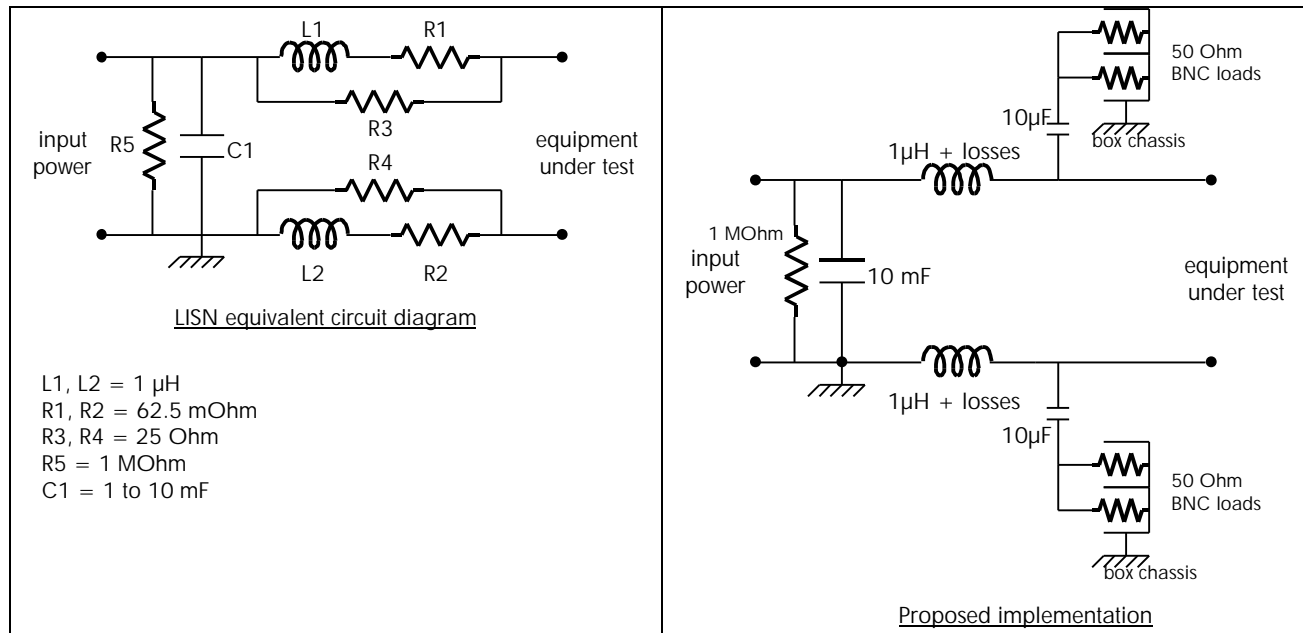 L1
R1
R3
input
power
R5
C1
equipment
under test
R4
L2
R2
LISN equivalent circuit diagram
L1, L2 = 1 µH
R1, R2 = 62.5 mOhm
R3, R4 = 25 Ohm
R5 = 1 MOhm
C1 = 1 to 10 mF
50 Ohm
BNC loads
10µF
box chassis
1µH + losses
1 MOhm
input
power
10 mF
equipment
under test
1µH + losses
10µF
50 Ohm
BNC loads
box chassis
Proposed implementation